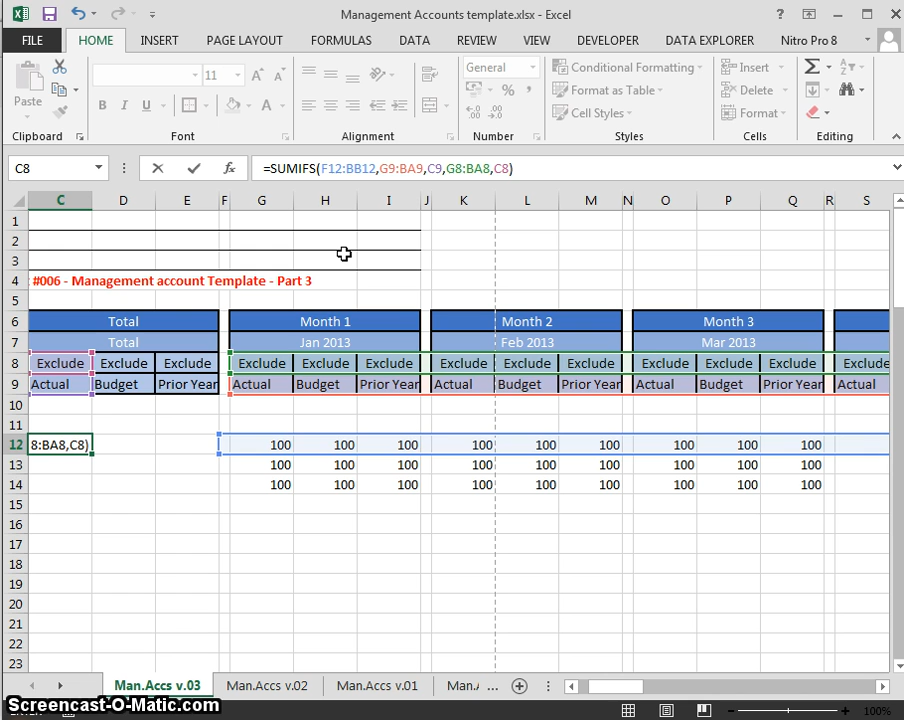 Management Accounts template.xlsx - Excel
FILE HOME INSERT PAGE LAYOUT FORMULAS DATA REVIEW VIEW DEVELOPER DATA EXPLORER Nitro Pro 8
Paste 11 General Conditional Formatting Insert
Format as Table Delete
Cell Styles Format
Clipboard Font Alignment Number Styles Cells Editing
C8 =SUMIFS(F12:BB12,G9:BA9,C9,G8:BA8,C8)
C D E F G H I J K L M N O P Q R S
1
2
3
4 #006 - Management account Template - Part 3
5
6 Total Month 1 Month 2 Month 3
7 Total Jan 2013 Feb 2013 Mar 2013
8 Exclude Exclude Exclude Exclude Exclude Exclude Exclude Exclude Exclude Exclude Exclude Exclude Exclude
9 Actual Budget Prior Year Actual Budget Prior Year Actual Budget Prior Year Actual Budget Prior Year Actual
10
11
12 8:BA8,C8) 100 100 100 100 100 100 100 100 100
13 100 100 100 100 100 100 100 100 100
14 100 100 100 100 100 100 100 100 100
15
16
17
18
19
20
21
22
23
Man.Accs v.03 Man.Accs v.02 Man.Accs v.01 Man.A ...
Screencast-O-Matic.com 100%